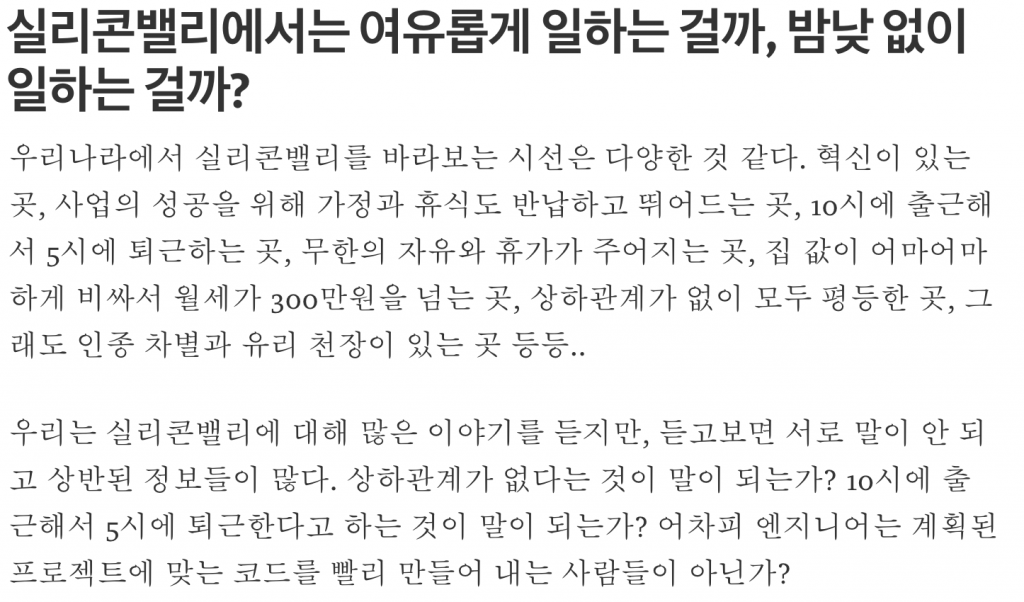 실리콘밸리에서는 여유롭게 일하는 걸까, 밤낮 없이
일하는 걸까?
우리나라에서 실리콘밸리를 바라보는 시선은 다양한 것 같다. 혁신이 있는
곳, 사업의 성공을 위해 가정과 휴식도 반납하고 뛰어드는 곳, 10시에 출근해
서 5시에 퇴근하는 곳, 무한의 자유와 휴가가 주어지는 곳, 집 값이 어마어마
하게 비싸서 월세가 300만원을 넘는 곳, 상하관계가 없이 모두 평등한 곳, 그
래도 인종 차별과 유리 천장이 있는 곳 등등..
우리는 실리콘밸리에 대해 많은 이야기를 듣지만, 듣고보면 서로 말이 안 되
고 상반된 정보들이 많다. 상하관계가 없다는 것이 말이 되는가? 10시에 출
근해서 5시에 퇴근한다고 하는 것이 말이 되는가? 어차피 엔지니어는 계획된
프로젝트에 맞는 코드를 빨리 만들어 내는 사람들이 아닌가?